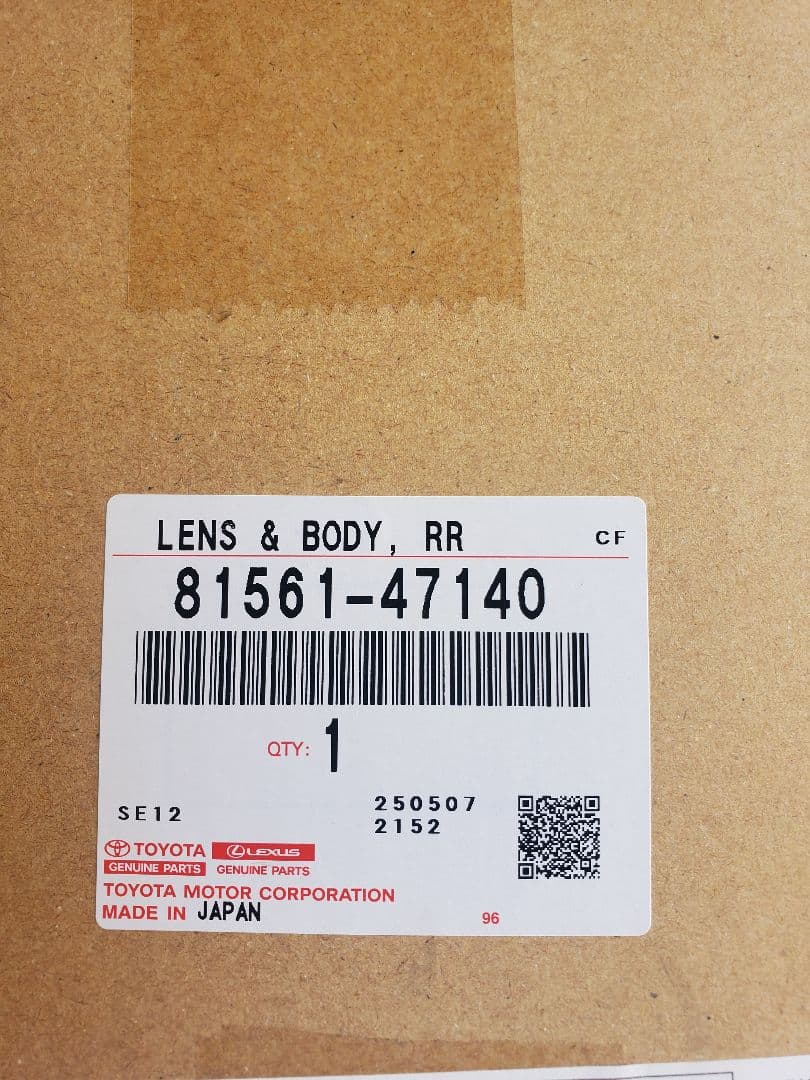 LENS & BODY, RR CF
81561-47140
QTY: 1
SE12 250507
2152
TOYOTA LEXUS
GENUINE PARTS GENUINE PARTS
TOYOTA MOTOR CORPORATION
MADE IN JAPAN 96